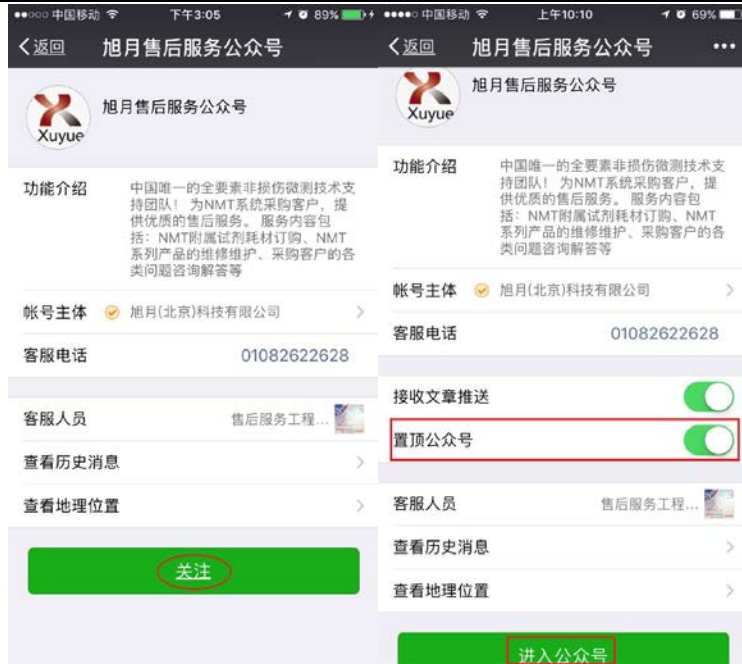 中国移动 下午3:05 89%
返回 旭月售后服务公众号
Xuyue
旭月售后服务公众号
功能介绍
中国唯一的全要素非损伤微测技术支
持团队! 为NMT系统采购客户，提
供优质的售后服务。 服务内容包
括：NMT附属试剂耗材订购、NMT
系列产品的维修维护、采购客户的各
类问题咨询解答等
帐号主体 旭月(北京)科技有限公司
客服电话 01082622628
客服人员 售后服务工程...
查看历史消息
查看地理位置
关注
中国移动 上午10:10 69%
返回 旭月售后服务公众号
Xuyue
旭月售后服务公众号
功能介绍
中国唯一的全要素非损伤微测技术支
持团队! 为NMT系统采购客户，提
供优质的售后服务。 服务内容包
括：NMT附属试剂耗材订购、NMT
系列产品的维修维护、采购客户的各
类问题咨询解答等
帐号主体 旭月(北京)科技有限公司
客服电话 01082622628
接收文章推送
置顶公众号
客服人员 售后服务工程...
查看历史消息
查看地理位置
进入公众号